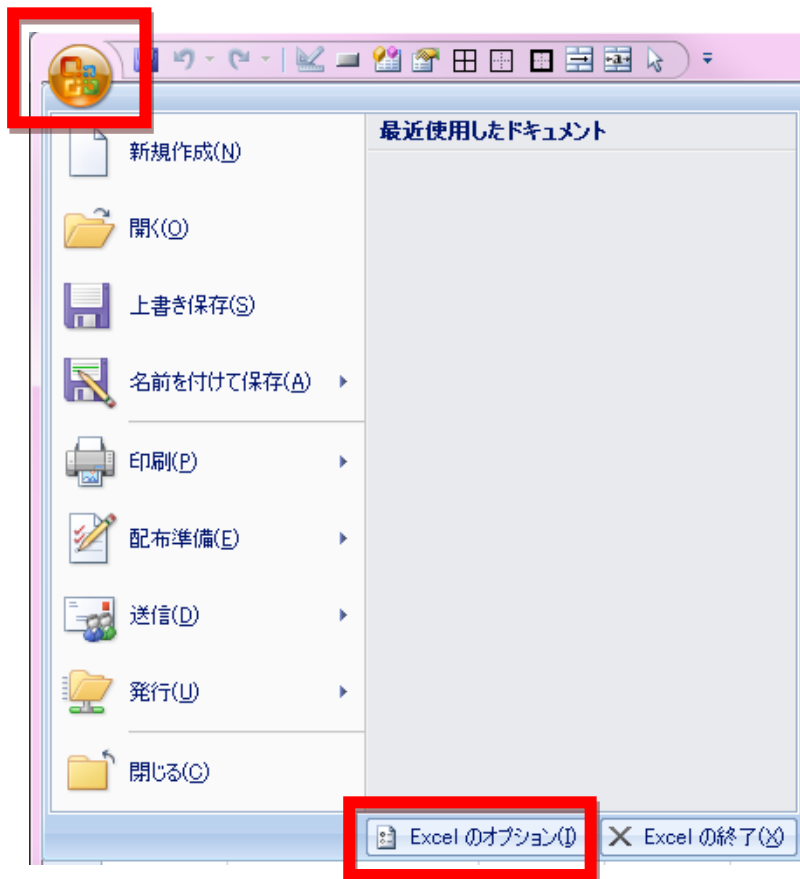 最近使用したドキュメント
新規作成(N)
開く(O)
上書き保存(S)
名前を付けて保存(A)
印刷(P)
配布準備(E)
送信(D)
発行(U)
閉じる(C)
Excel のオプション(I)
Excel の終了(X)